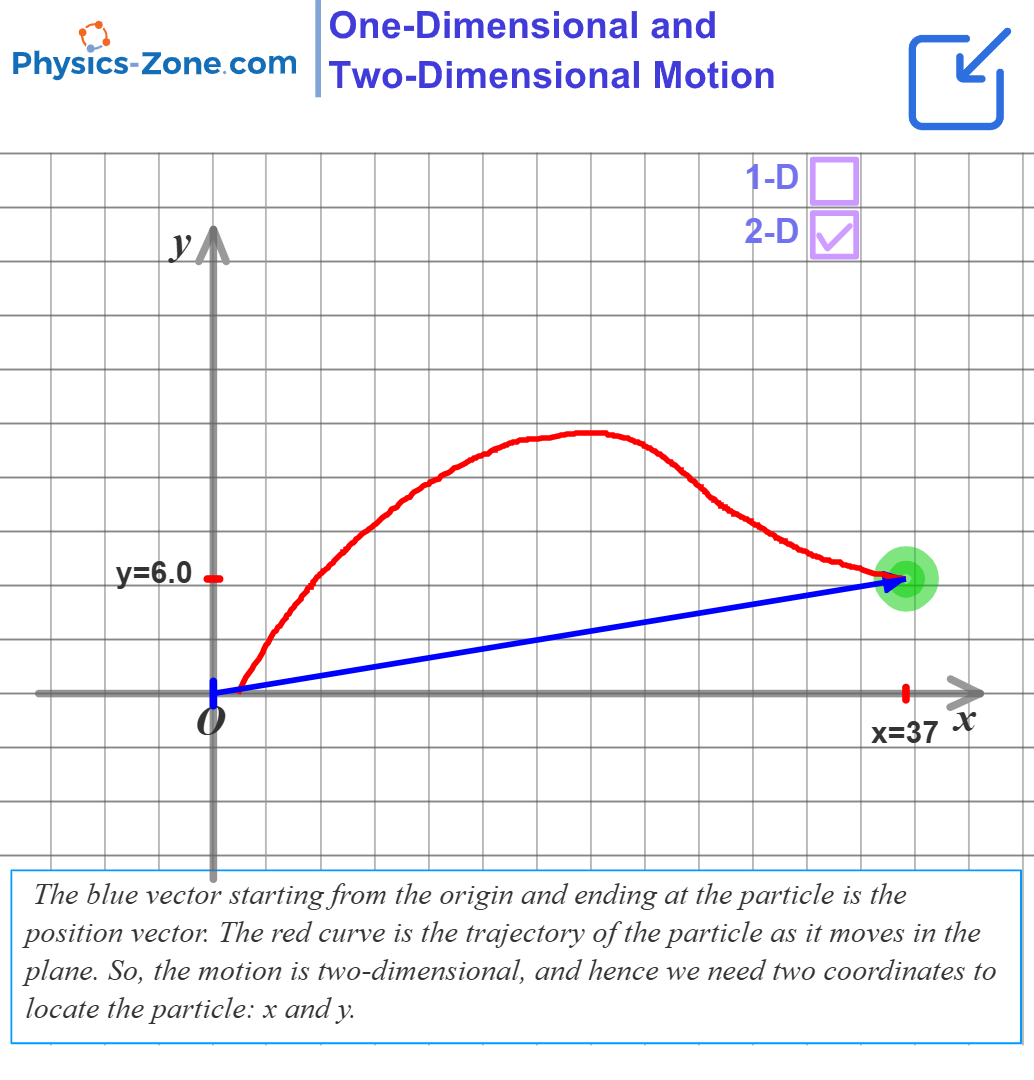 Physics-Zone.com
One-Dimensional and
Two-Dimensional Motion
1-D
2-D
y
y=6.0
O
x=37
x
The blue vector starting from the origin and ending at the particle is the
position vector. The red curve is the trajectory of the particle as it moves in the
plane. So, the motion is two-dimensional, and hence we need two coordinates to
locate the particle: x and y.